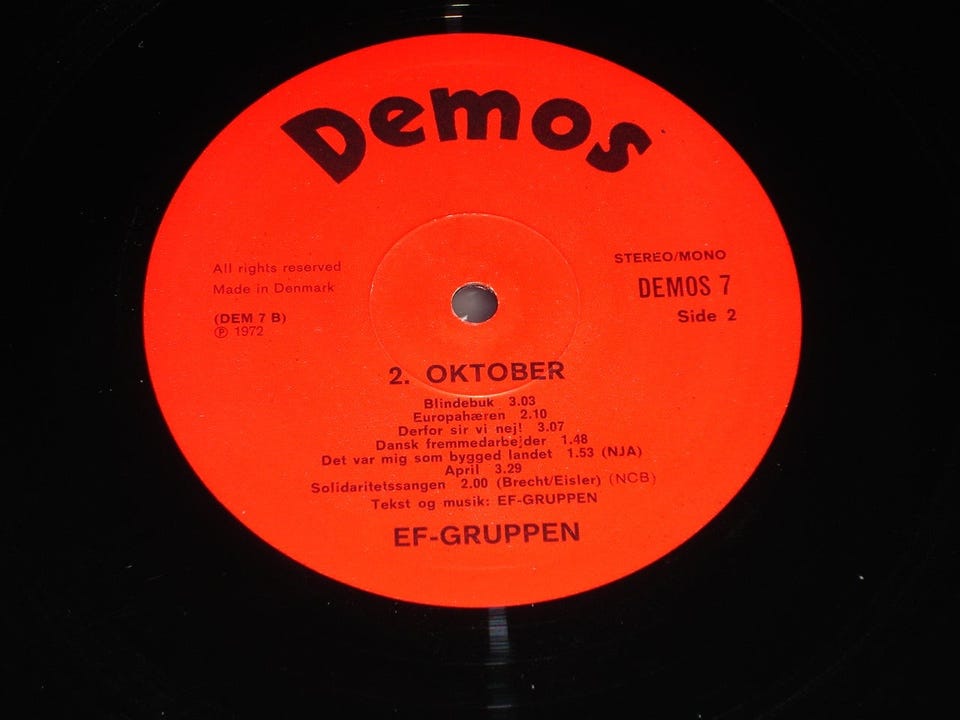 Demos
All rights reserved
Made in Denmark
(DEM 7 B)
℗ 1972
STEREO/MONO
DEMOS 7
Side 2
2. OKTOBER
Blindebuk 3.03
Europahæren 2.10
Derfor sir vi nej! 3.07
Dansk fremmedarbejder 1.48
Det var mig som bygged landet 1.53 (NJA)
April 3.29
Solidaritetssangen 2.00 (Brecht/Eisler) (NCB)
Tekst og musik: EF-GRUPPEN
EF-GRUPPEN